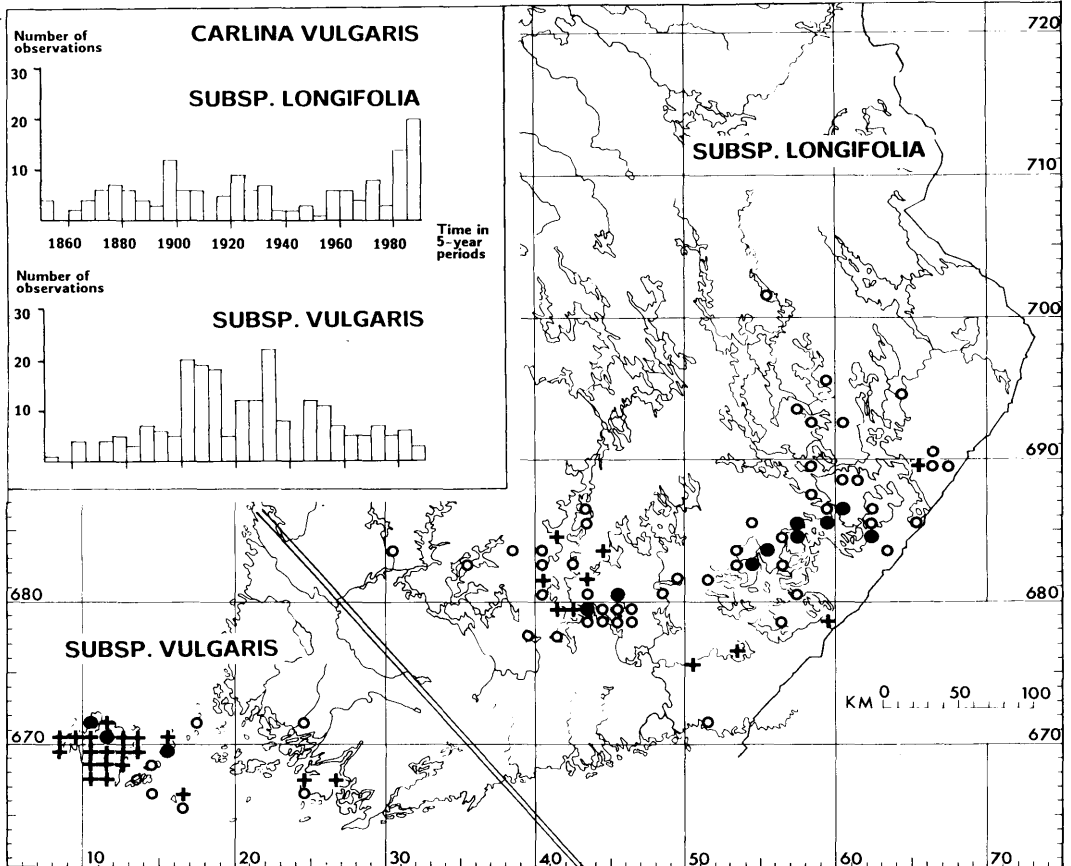 CARLINA VULGARIS
Number of
observations
SUBSP. LONGIFOLIA
30
20
10
1860 1880 1900 1920 1940 1960 1980
Time in
5-year
periods
Number of
observations
SUBSP. VULGARIS
30
20
10
SUBSP. LONGIFOLIA
720
710
700
690
680
680
SUBSP. VULGARIS
KM 0 50 100
670
670
10 20 30 40 50 60 70